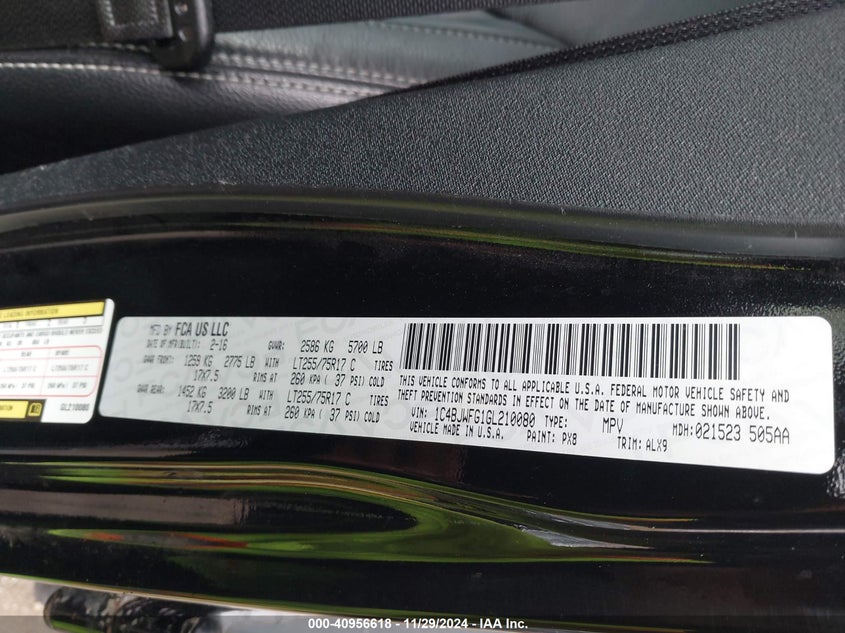 E LOADING INFORMATION
GL210080
MFD BY FCA US LLC
DATE OF MFR(BUILT): 2-16 GVWR: 2586 KG 5700 LB
GAWR FRONT: 1259 KG 2775 LB WITH LT255/75R17 C TIRES
17X7.5 RIMS AT 260 KPA ( 37 PSI) COLD
GAWR REAR: 1452 KG 3200 LB WITH LT255/75R17 C TIRES
17X7.5 RIMS AT 260 KPA ( 37 PSI) COLD
THIS VEHICLE CONFORMS TO ALL APPLICABLE U.S.A. FEDERAL MOTOR VEHICLE SAFETY AND
THEFT PREVENTION STANDARDS IN EFFECT ON THE DATE OF MANUFACTURE SHOWN ABOVE.
VIN: 1C4BJWFG1GL210080 TYPE: MPV MDH:021523 505AA
VEHICLE MADE IN U.S.A. PAINT: PX8 TRIM: ALX9
000-40956618 - 11/29/2024 - © IAA Inc.